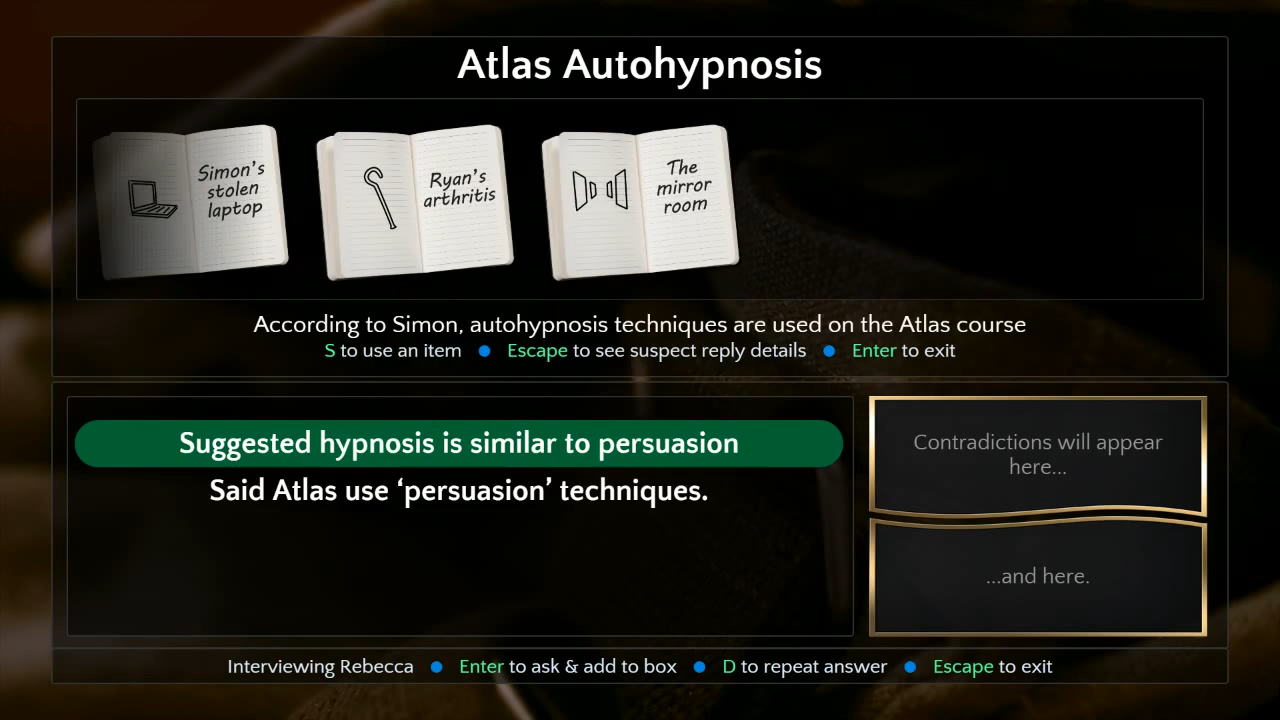 Atlas Autohypnosis
Simon's
stolen
laptop
Ryan's
arthritis
The
mirror
room
According to Simon, autohypnosis techniques are used on the Atlas course
S to use an item ● Escape to see suspect reply details ● Enter to exit
Suggested hypnosis is similar to persuasion
Said Atlas use ‘persuasion’ techniques.
Contradictions will appear
here...
...and here.
Interviewing Rebecca ● Enter to ask & add to box ● D to repeat answer ● Escape to exit